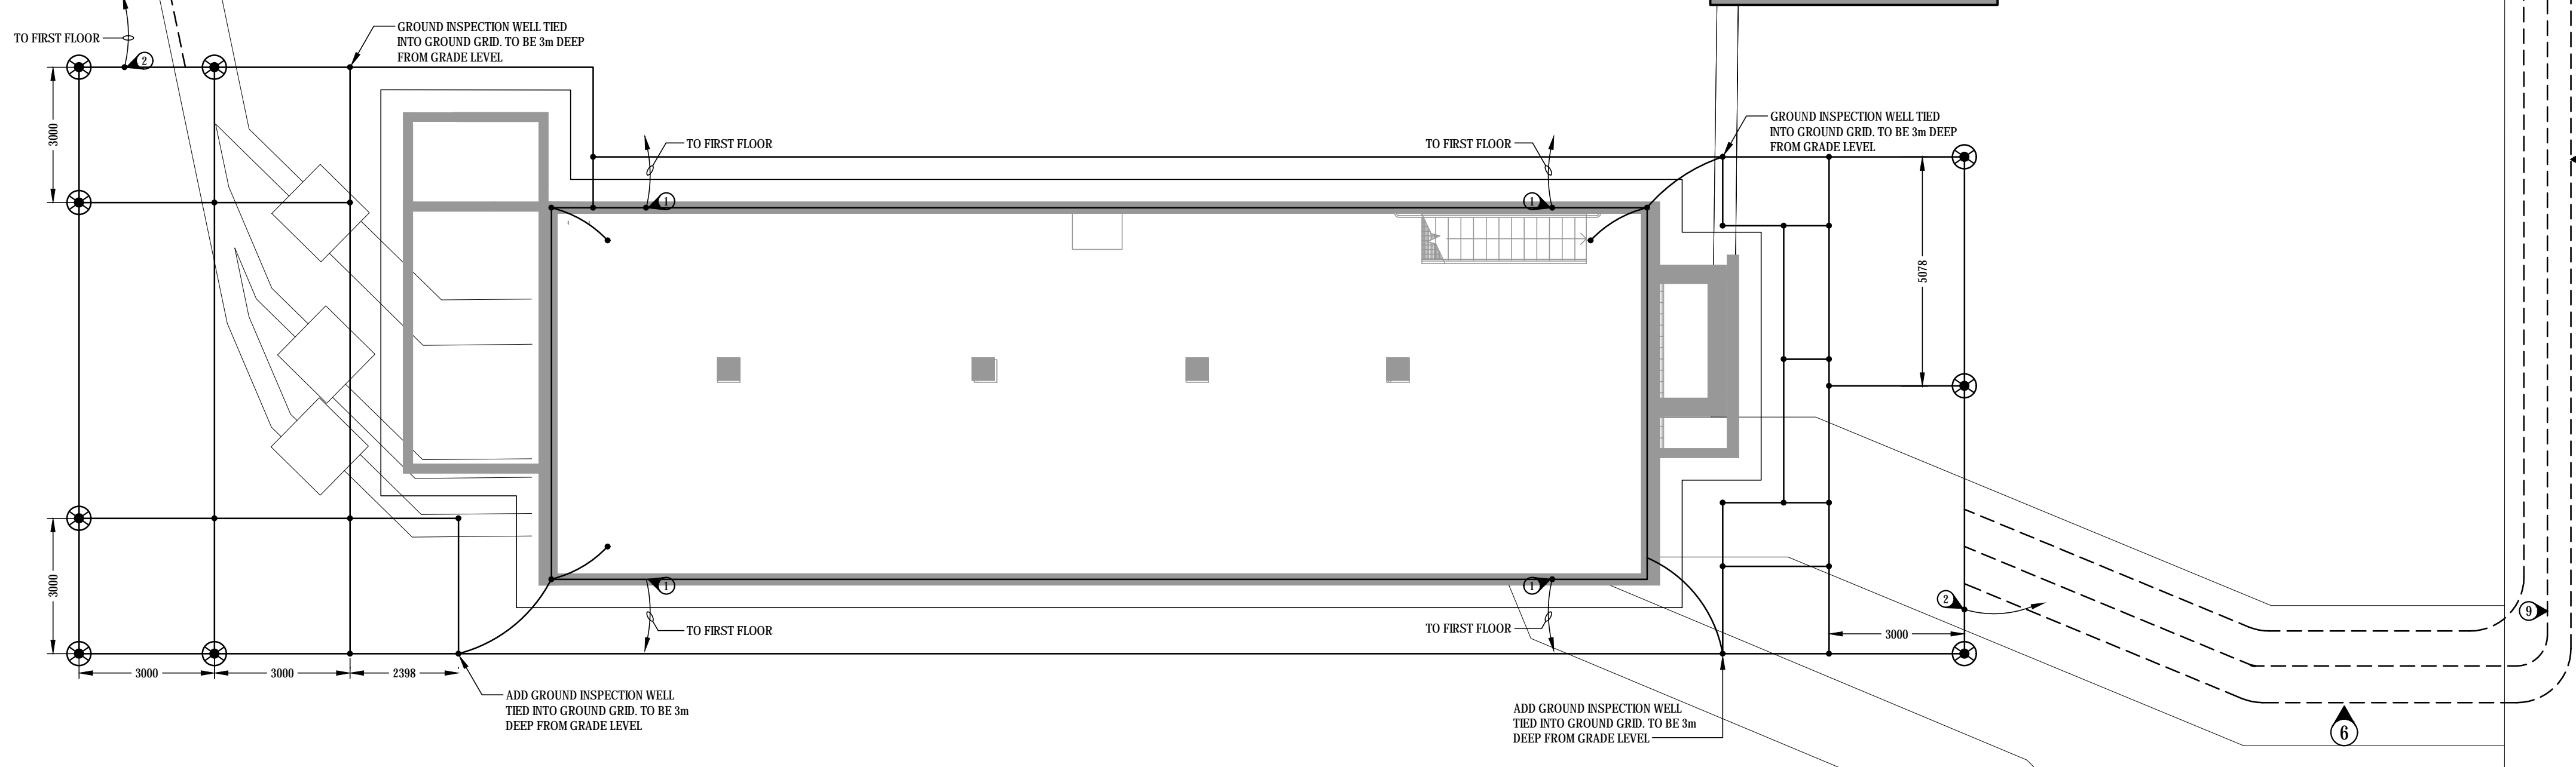 GROUND INSPECTION WELL TIED
INTO GROUND GRID. TO BE 3m DEEP
FROM GRADE LEVEL
TO FIRST FLOOR
2
3000
GROUND INSPECTION WELL TIED
INTO GROUND GRID. TO BE 3m DEEP
FROM GRADE LEVEL
TO FIRST FLOOR
TO FIRST FLOOR
1
1
5078
3000
1
1
2
9
TO FIRST FLOOR
TO FIRST FLOOR
3000
3000
3000
2398
ADD GROUND INSPECTION WELL
TIED INTO GROUND GRID. TO BE 3m
DEEP FROM GRADE LEVEL
ADD GROUND INSPECTION WELL
TIED INTO GROUND GRID. TO BE 3m
DEEP FROM GRADE LEVEL
6